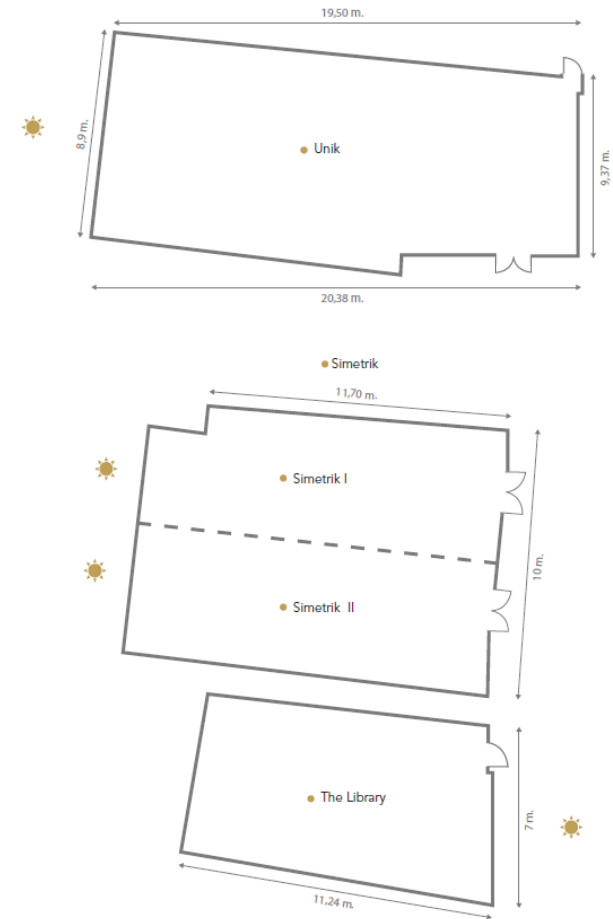 19,50 m.
8,9 m.
Unik
9,37 m.
20,38 m.
Simetrik
11,70 m.
Simetrik I
10 m.
Simetrik II
The Library
7 m.
11,24 m.